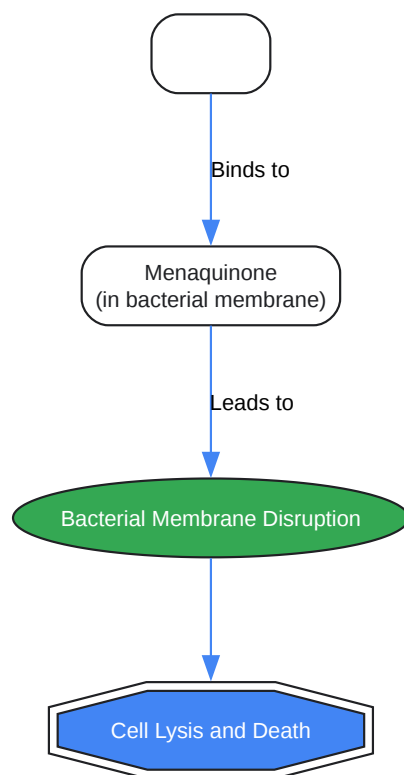 Binds to
Menaquinone
(in bacterial membrane)
Leads to
Bacterial Membrane Disruption
Cell Lysis and Death